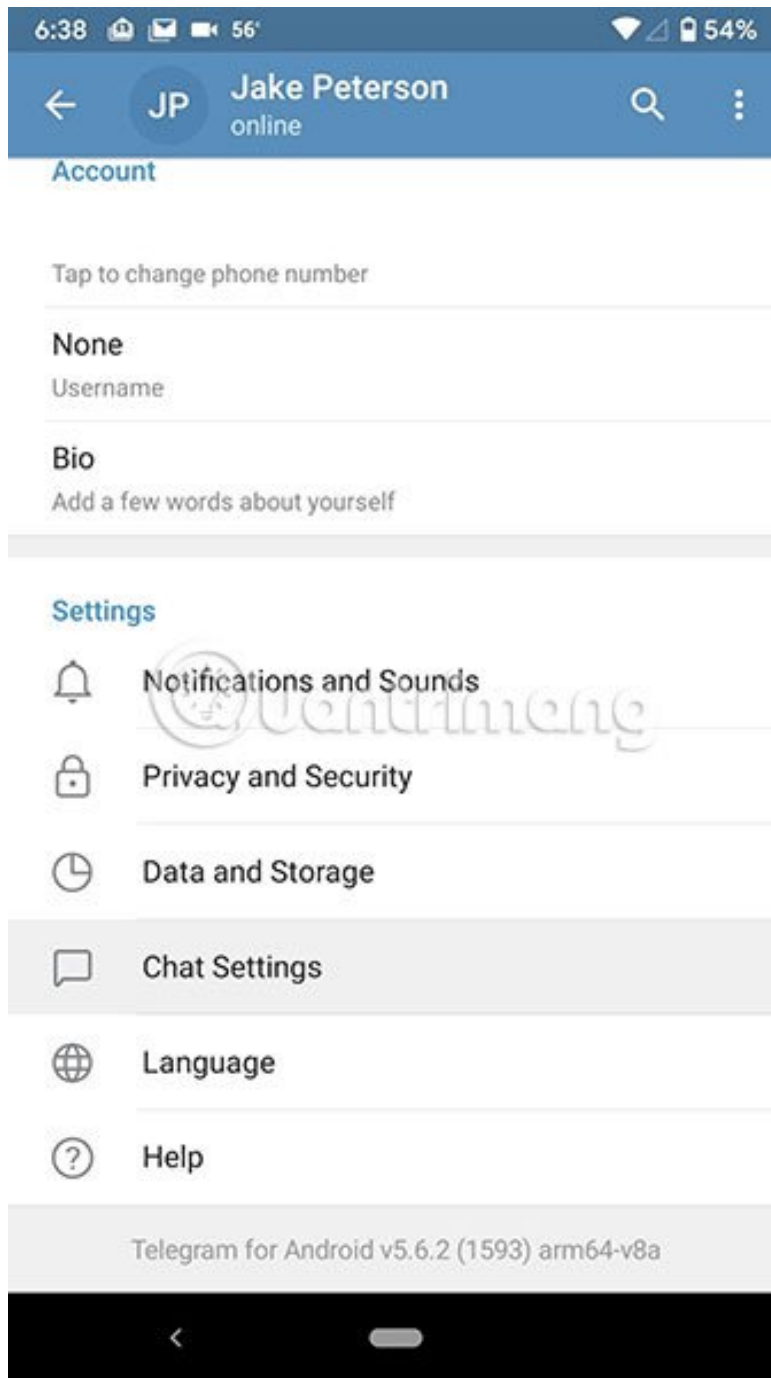 6:38 56° 54%
JP Jake Peterson
online
Account
Tap to change phone number
None
Username
Bio
Add a few words about yourself
Settings
Notifications and Sounds
Quantrimang
Privacy and Security
Data and Storage
Chat Settings
Language
? Help
Telegram for Android v5.6.2 (1593) arm64-v8a